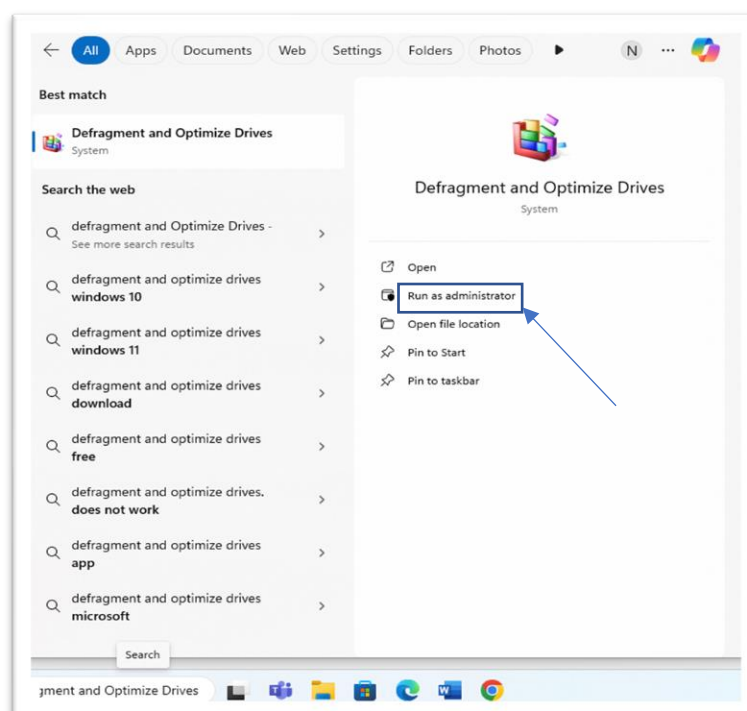 All Apps Documents Web Settings Folders Photos N ...
Best match
Defragment and Optimize Drives
System
Search the web
defragment and Optimize Drives -
See more search results
defragment and optimize drives
windows 10
defragment and optimize drives
windows 11
defragment and optimize drives
download
defragment and optimize drives
free
defragment and optimize drives.
does not work
defragment and optimize drives
app
defragment and optimize drives
microsoft
Defragment and Optimize Drives
System
Open
Run as administrator
Open file location
Pin to Start
Pin to taskbar
Search
gment and Optimize Drives